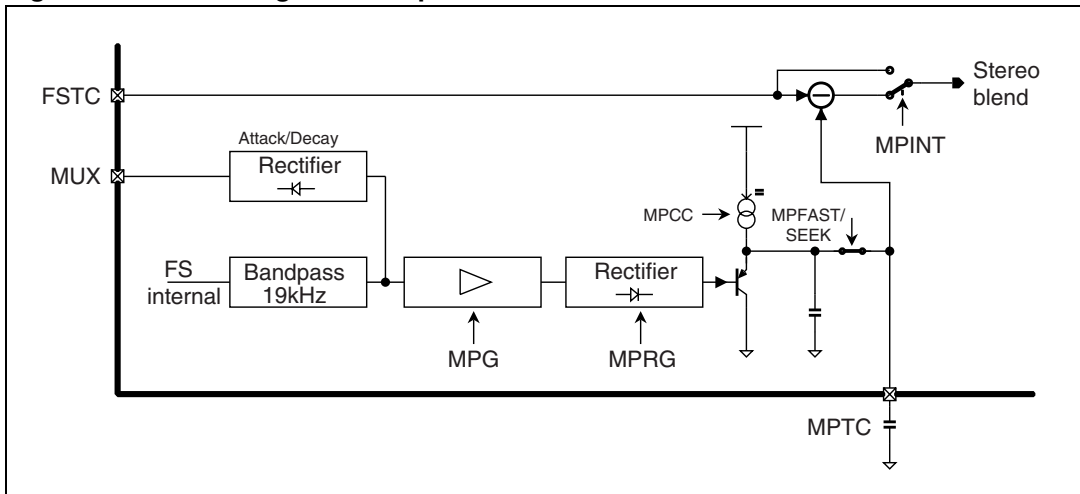 FSTC
Stereo
blend
MPINT
Attack/Decay
Rectifier
MUX
MPCC
MPFAST/
SEEK
FS
internal
Bandpass
19kHz
Rectifier
MPG
MPRG
MPTC